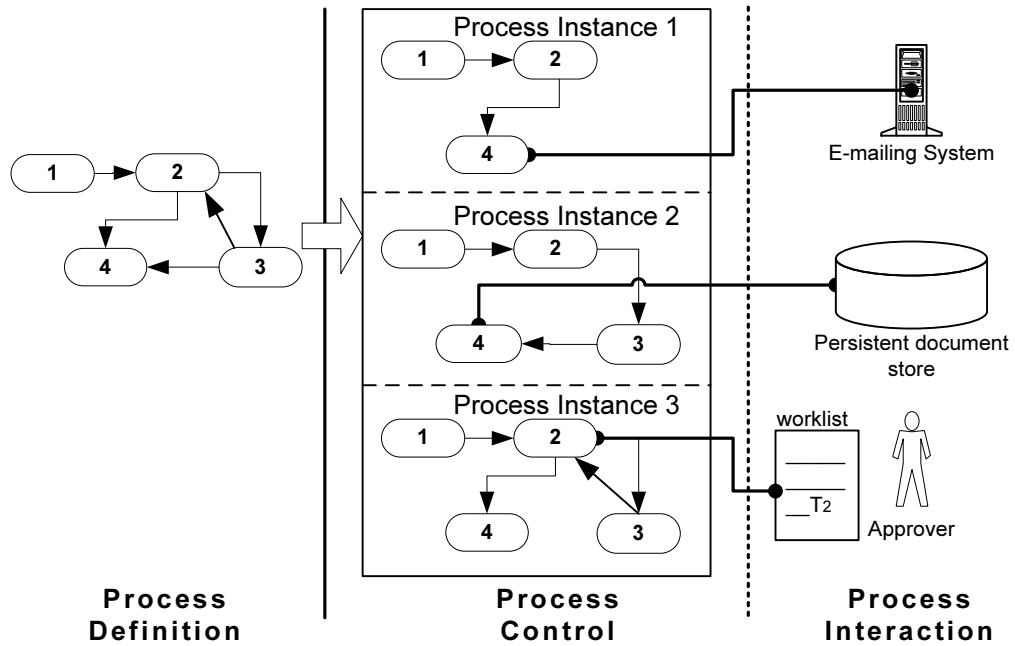 1
2
4
3
Process Instance 1
1
2
4
Process Instance 2
1
2
4
3
Process Instance 3
1
2
4
3
E-mailing System
Persistent document
store
worklist
T2
Approver
Process
Definition
Process
Control
Process
Interaction